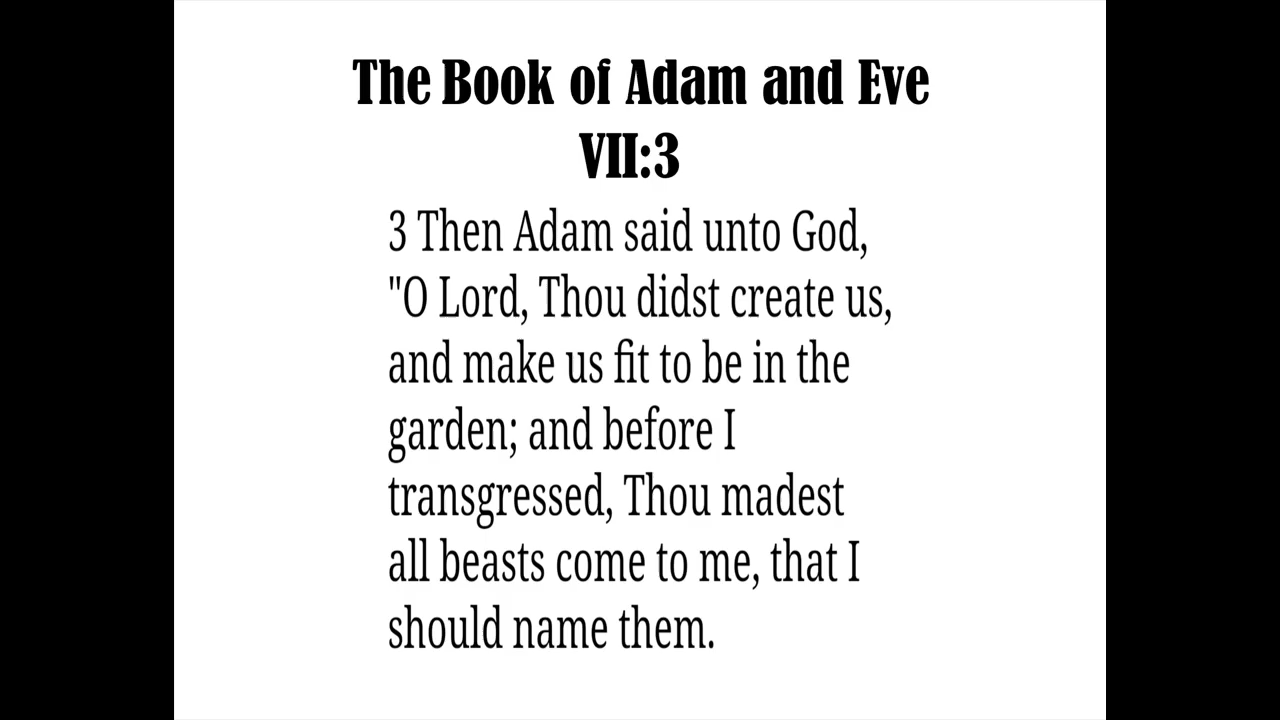 The Book of Adam and Eve
VII:3
3 Then Adam said unto God,
"O Lord, Thou didst create us,
and make us fit to be in the
garden; and before I
transgressed, Thou madest
all beasts come to me, that I
should name them.